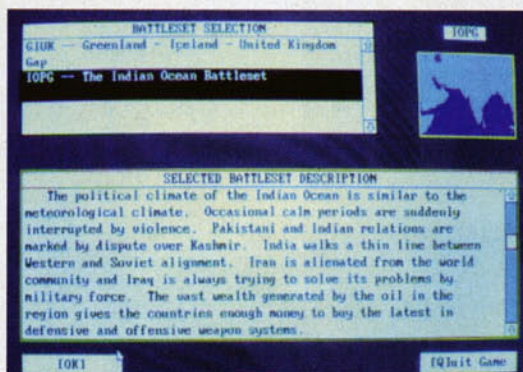 BATTLESET SELECTION
GIUK -- Greenland - Iceland - United Kingdom
Gap
IOPG -- The Indian Ocean Battleset
IOPG
SELECTED BATTLESET DESCRIPTION
The political climate of the Indian Ocean is similar to the
meteorological climate. Occasional calm periods are suddenly
interrupted by violence. Pakistani and Indian relations are
marked by dispute over Kashmir. India walks a thin line between
Western and Soviet alignment. Iran is alienated from the world
community and Iraq is always trying to solve its problems by
military force. The vast wealth generated by the oil in the
region gives the countries enough money to buy the latest in
defensive and offensive weapon systems.
[OK]
[Q]uit Game